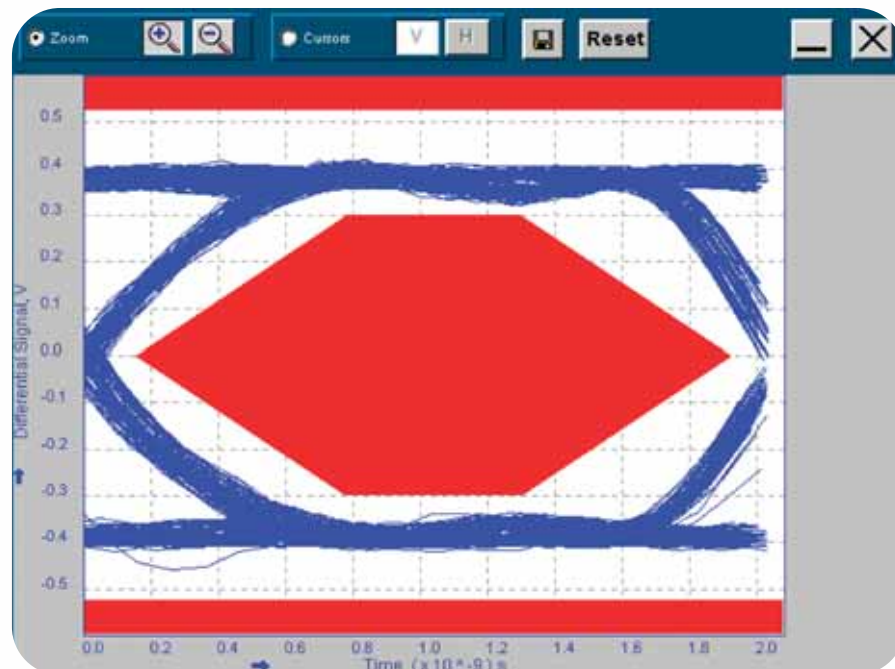 Zoom
Cursors
V
H
Reset
0.5
0.4
0.3
0.2
0.1
0.0
-0.1
-0.2
-0.3
-0.4
-0.5
Differential Signal, V
0.0 0.2 0.4 0.6 0.8 1.0 1.2 1.4 1.6 1.8 2.0
Time (x10^-9) s